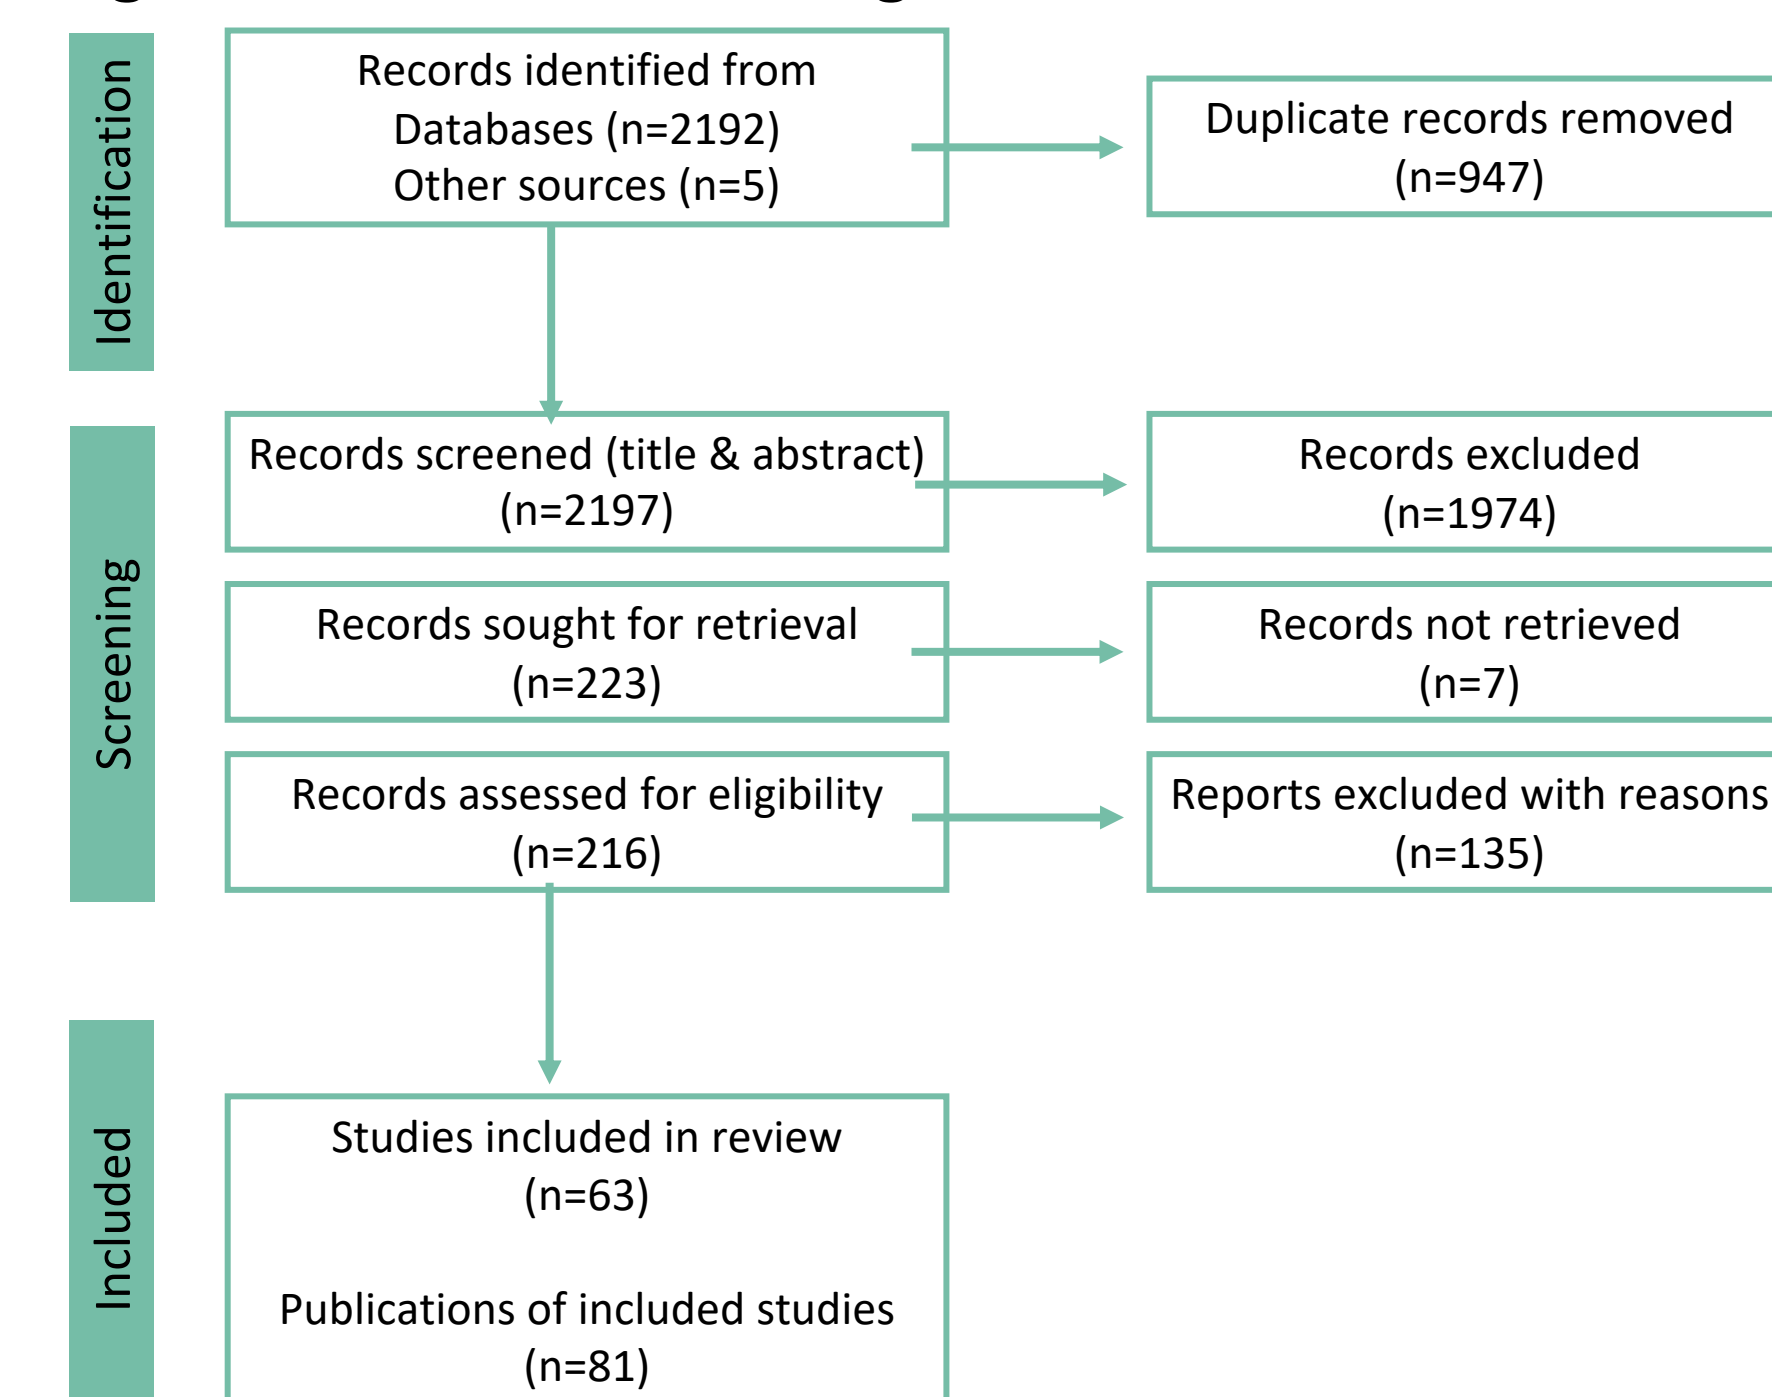 Identification
Records identified from
Databases (n=2192)
Other sources (n=5)
Duplicate records removed
(n=947)
Screening
Records screened (title & abstract)
(n=2197)
Records excluded
(n=1974)
Records sought for retrieval
(n=223)
Records not retrieved
(n=7)
Records assessed for eligibility
(n=216)
Reports excluded with reasons
(n=135)
Included
Studies included in review
(n=63)
Publications of included studies
(n=81)